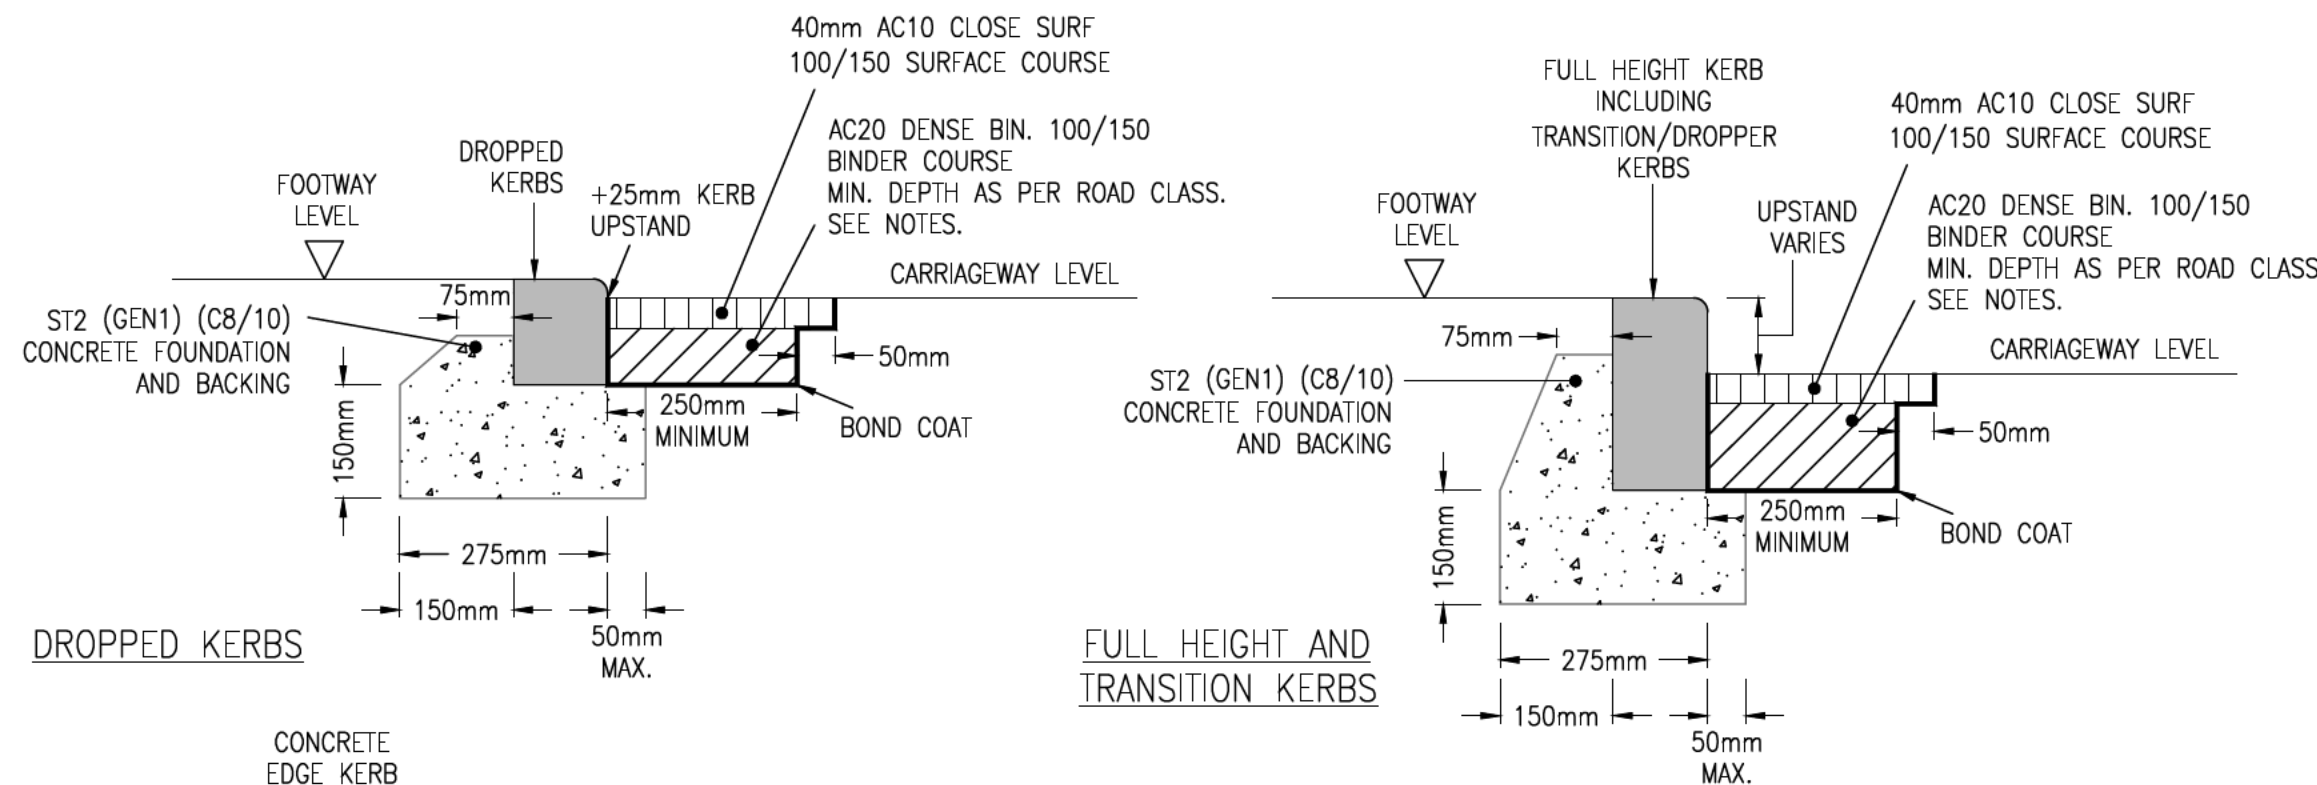 40mm AC10 CLOSE SURF
100/150 SURFACE COURSE
AC20 DENSE BIN. 100/150
BINDER COURSE
MIN. DEPTH AS PER ROAD CLASS.
SEE NOTES.
DROPPED
KERBS
FOOTWAY
LEVEL
+25mm KERB
UPSTAND
CARRIAGEWAY LEVEL
75mm
ST2 (GEN1) (C8/10)
CONCRETE FOUNDATION
AND BACKING
50mm
250mm
MINIMUM
BOND COAT
150mm
275mm
150mm
50mm
MAX.
DROPPED KERBS
CONCRETE
EDGE KERB
FULL HEIGHT KERB
INCLUDING
TRANSITION/DROPPER
KERBS
40mm AC10 CLOSE SURF
100/150 SURFACE COURSE
FOOTWAY
LEVEL
UPSTAND
VARIES
AC20 DENSE BIN. 100/150
BINDER COURSE
MIN. DEPTH AS PER ROAD CLASS
SEE NOTES.
75mm
CARRIAGEWAY LEVEL
ST2 (GEN1) (C8/10)
CONCRETE FOUNDATION
AND BACKING
50mm
250mm
MINIMUM
BOND COAT
150mm
275mm
150mm
50mm
MAX.
FULL HEIGHT AND
TRANSITION KERBS